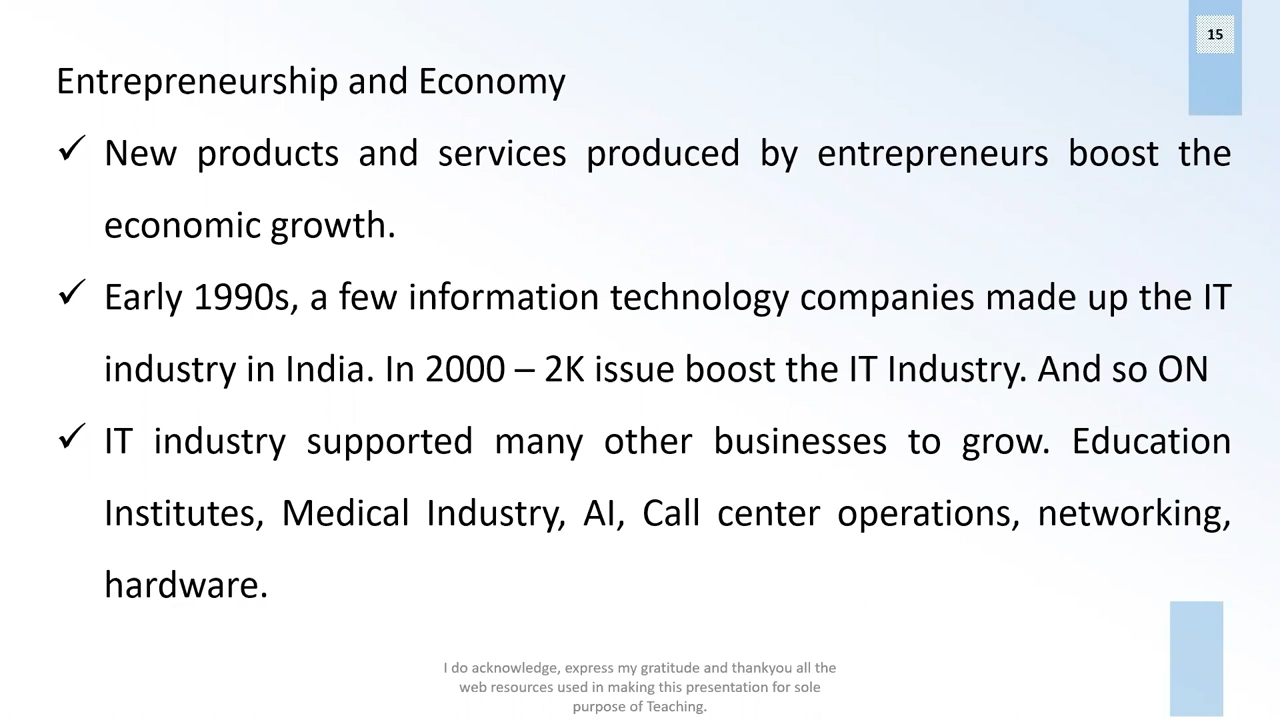 15
Entrepreneurship and Economy
✓ New products and services produced by entrepreneurs boost the
economic growth.
✓ Early 1990s, a few information technology companies made up the IT
industry in India. In 2000 – 2K issue boost the IT Industry. And so ON
✓ IT industry supported many other businesses to grow. Education
Institutes, Medical Industry, AI, Call center operations, networking,
hardware.
I do acknowledge, express my gratitude and thankyou all the
web resources used in making this presentation for sole
purpose of Teaching.